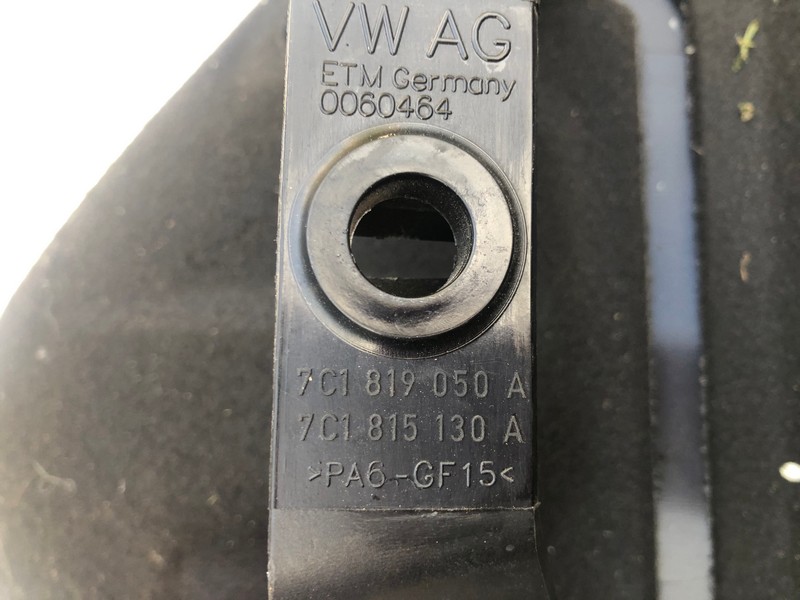 VW AG
ETM Germany
0060464
7C1 819 050 A
7C1 815 130 A
>PA6-GF15<